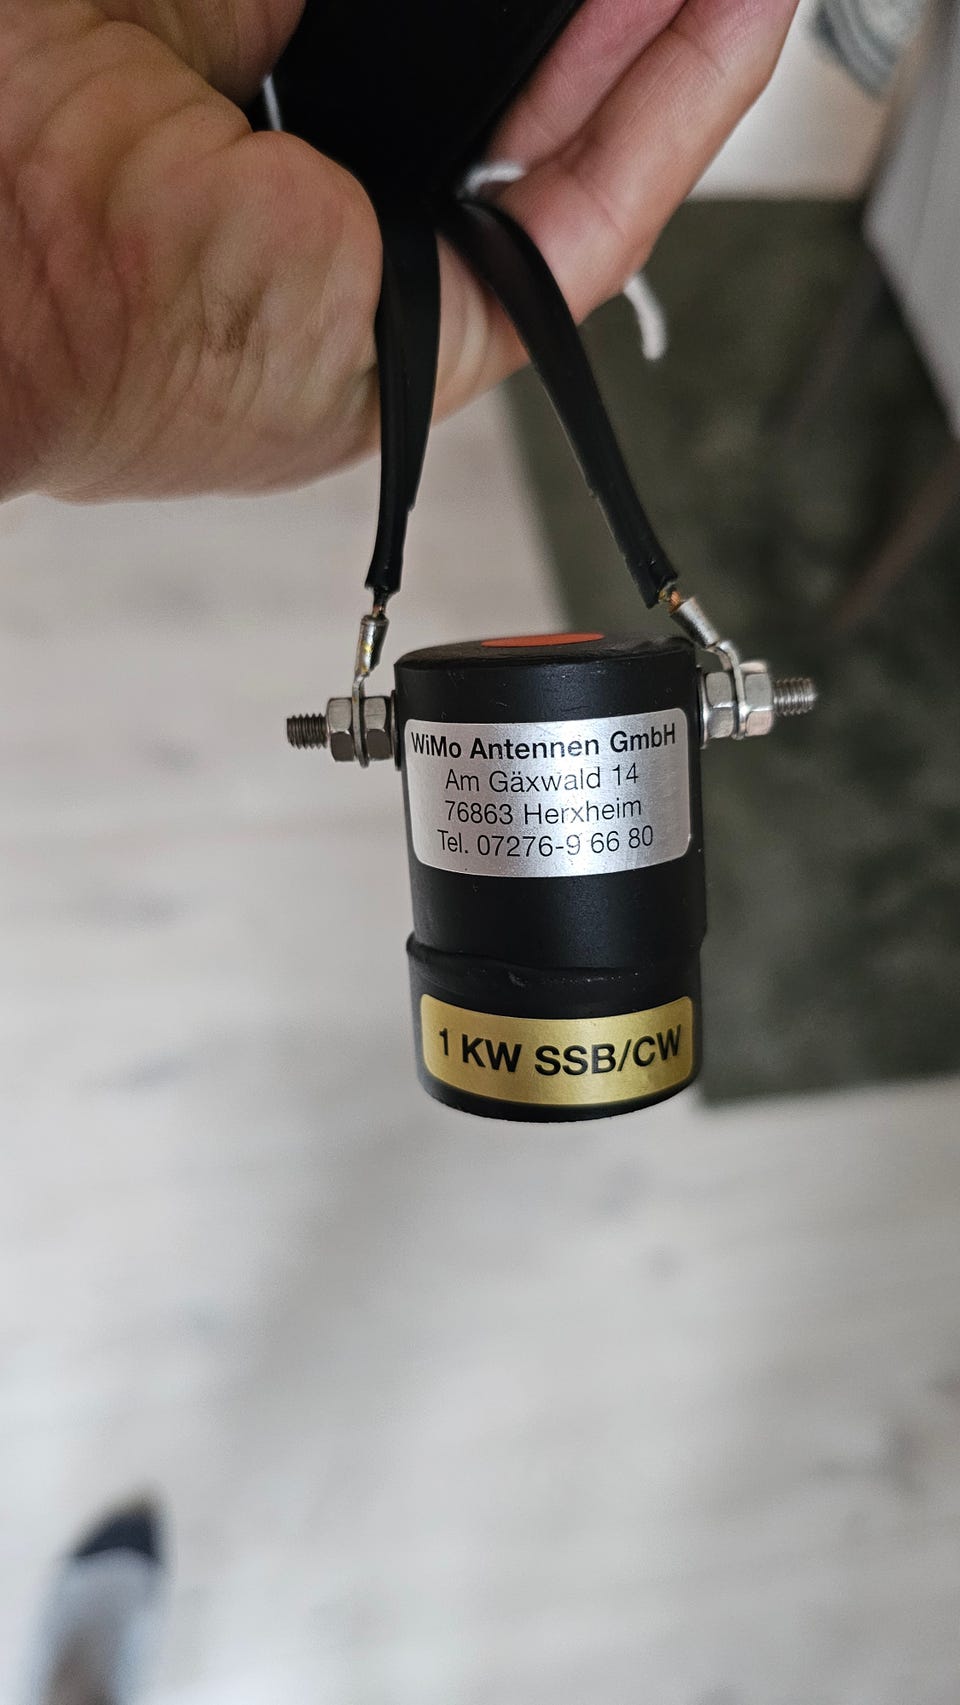 WiMo Antennen GmbH
Am Gäxwald 14
76863 Herxheim
Tel. 07276-9 66 80
1 KW SSB/CW